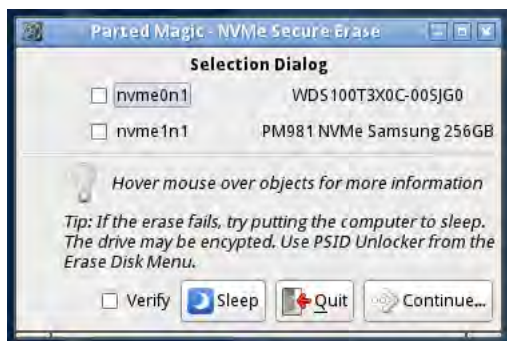 Parted Magic - NVMe Secure Erase
Selection Dialog
nvme0n1 WDS100T3X0C-00SJG0
nvme1n1 PM981 NVMe Samsung 256GB
Hover mouse over objects for more information
Tip: If the erase fails, try putting the computer to sleep.
The drive may be encypted. Use PSID Unlocker from the
Erase Disk Menu.
Verify Sleep Quit Continue...